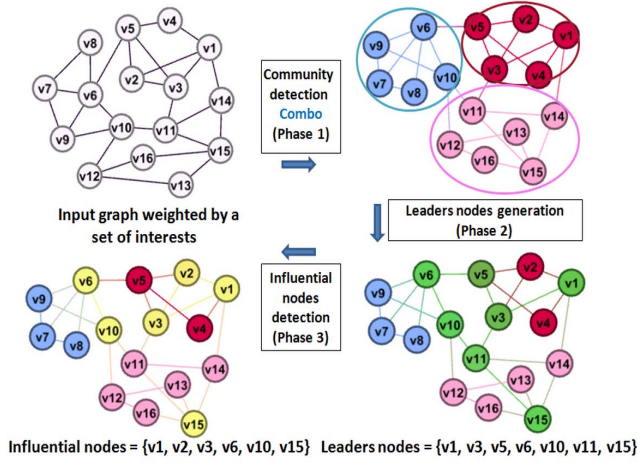 v4
v5
v8
v1
v2
v3
v7
v6
v14
v10
v11
v9
v15
v16
v12
v13
Input graph weighted by a
set of interests
Community
detection
Combo
(Phase 1)
v6
v5
v2
v1
v9
v3
v4
v7
v8
v10
v11
v14
v13
v12
v16
v15
Leaders nodes generation
(Phase 2)
Influential
nodes
detection
(Phase 3)
v6
v5
v2
v1
v9
v3
v4
v7
v8
v10
v11
v14
v13
v12
v16
v15
v6
v5
v2
v1
v9
v3
v4
v7
v8
v10
v11
v14
v13
v12
v16
v15
Influential nodes = {v1, v2, v3, v6, v10, v15}
Leaders nodes = {v1, v3, v5, v6, v10, v11, v15}